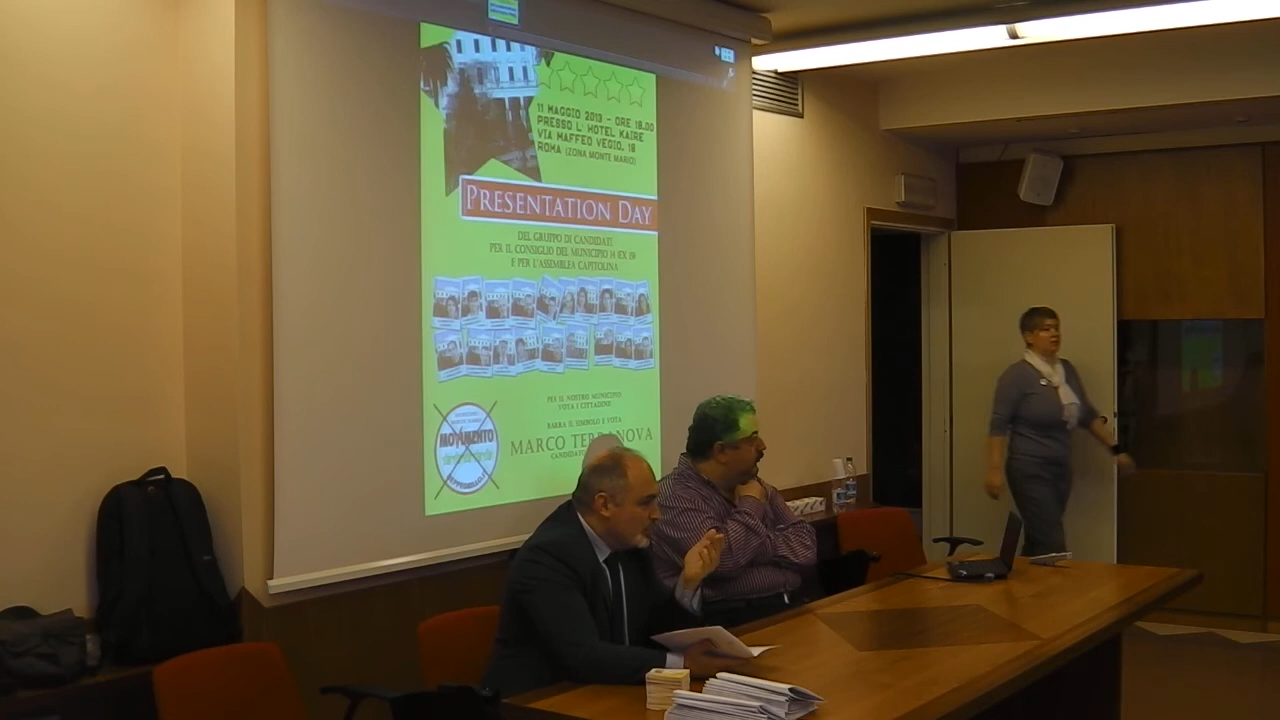 11 MAGGIO 2013 - ORE 18.00
PRESSO L' HOTEL KAIRE
VIA MAFFEO VEGIO, 18
ROMA (ZONA MONTE MARIO)
PRESENTATION DAY
DEL GRUPPO DI CANDIDATI
PER IL CONSIGLIO DEL MUNICIPIO 14 (EX 19)
E PER L'ASSEMBLEA CAPITOLINA
PER IL NOSTRO MUNICIPIO
VOTA I CITTADINI
BARRA IL SIMBOLO E VOTA
MARCO TERRANOVA
MOVIMENTO
BEPPEGRILLO.IT